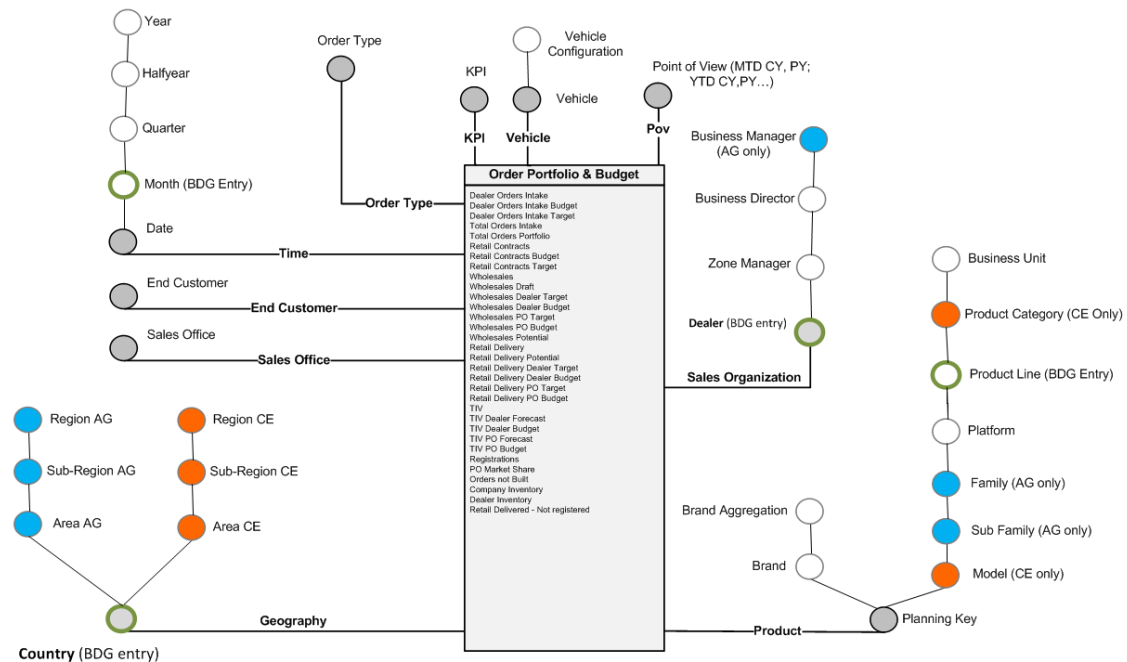 Year
Halfyear
Quarter
Month (BDG Entry)
Date
Time
Order Type
Order Type
End Customer
End Customer
Sales Office
Sales Office
KPI
KPI
Vehicle
Configuration
Vehicle
Vehicle
Point of View (MTD CY, PY;
YTD CY,PY...)
Pov
Order Portfolio & Budget
Dealer Orders Intake
Dealer Orders Intake Budget
Dealer Orders Intake Target
Total Orders Intake
Total Orders Portfolio
Retail Contracts
Retail Contracts Budget
Retail Contracts Target
Wholesales
Wholesales Draft
Wholesales Dealer Target
Wholesales Dealer Budget
Wholesales PO Target
Wholesales PO Budget
Wholesales Potential
Retail Delivery
Retail Delivery Potential
Retail Delivery Dealer Target
Retail Delivery Dealer Budget
Retail Delivery PO Target
Retail Delivery PO Budget
TIV
TIV Dealer Forecast
TIV Dealer Budget
TIV PO Forecast
TIV PO Budget
Registrations
PO Market Share
Orders not Built
Company Inventory
Dealer Inventory
Retail Delivered - Not registered
Business Manager
(AG only)
Business Director
Zone Manager
Dealer (BDG entry)
Sales Organization
Business Unit
Product Category (CE Only)
Product Line (BDG Entry)
Platform
Family (AG only)
Sub Family (AG only)
Model (CE only)
Brand Aggregation
Brand
Planning Key
Product
Region AG
Sub-Region AG
Area AG
Region CE
Sub-Region CE
Area CE
Geography
Country (BDG entry)